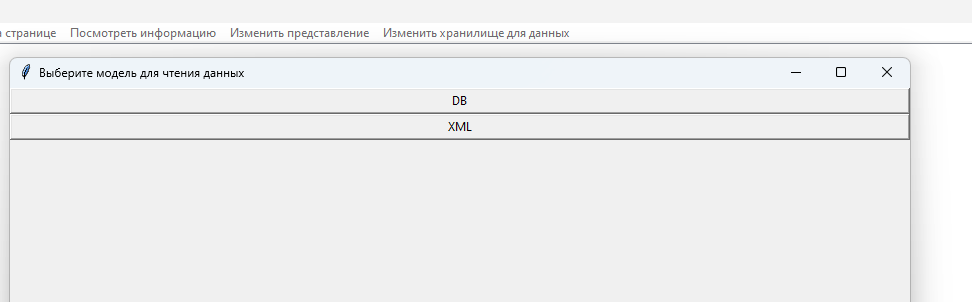 странице Посмотреть информацию Изменить представление Изменить хранилище для данных
Выберите модель для чтения данных
DB
XML